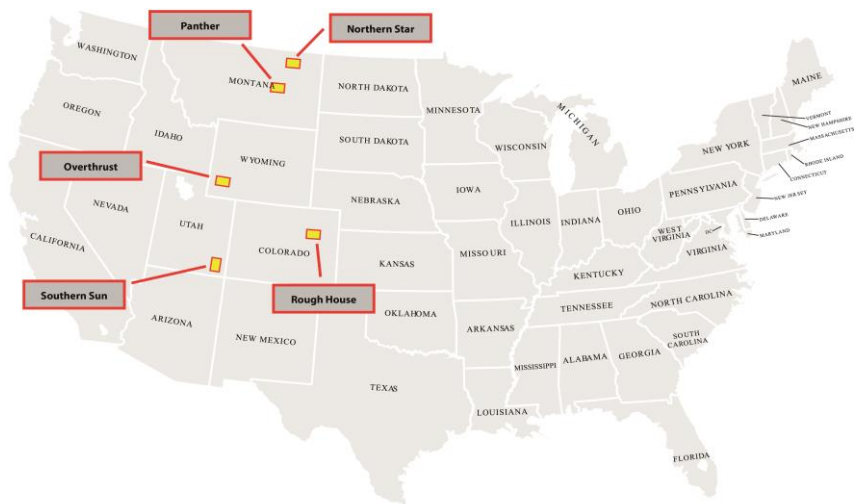 Panther
Northern Star
WASHINGTON
MONTANA
NORTH DAKOTA
MINNESOTA
MAINE
OREGON
IDAHO
MICHIGAN
VERMONT
NEW HAMPSHIRE
MASSACHUSETTS
SOUTH DAKOTA
WISCONSIN
NEW YORK
Overthrust
WYOMING
RHODE ISLAND
CONNECTICUT
IOWA
PENNSYLVANIA
NEVADA
NEBRASKA
OHIO
NEW JERSEY
UTAH
ILLINOIS
INDIANA
DELAWARE
CALIFORNIA
COLORADO
MISSOURI
WEST
VIRGINIA
DC
MARYLAND
KANSAS
VIRGINIA
KENTUCKY
Southern Sun
Rough House
TENNESSEE
NORTH CAROLINA
ARIZONA
NEW MEXICO
OKLAHOMA
ARKANSAS
SOUTH
CAROLINA
MISSISSIPPI
ALABAMA
GEORGIA
TEXAS
LOUISIANA
FLORIDA